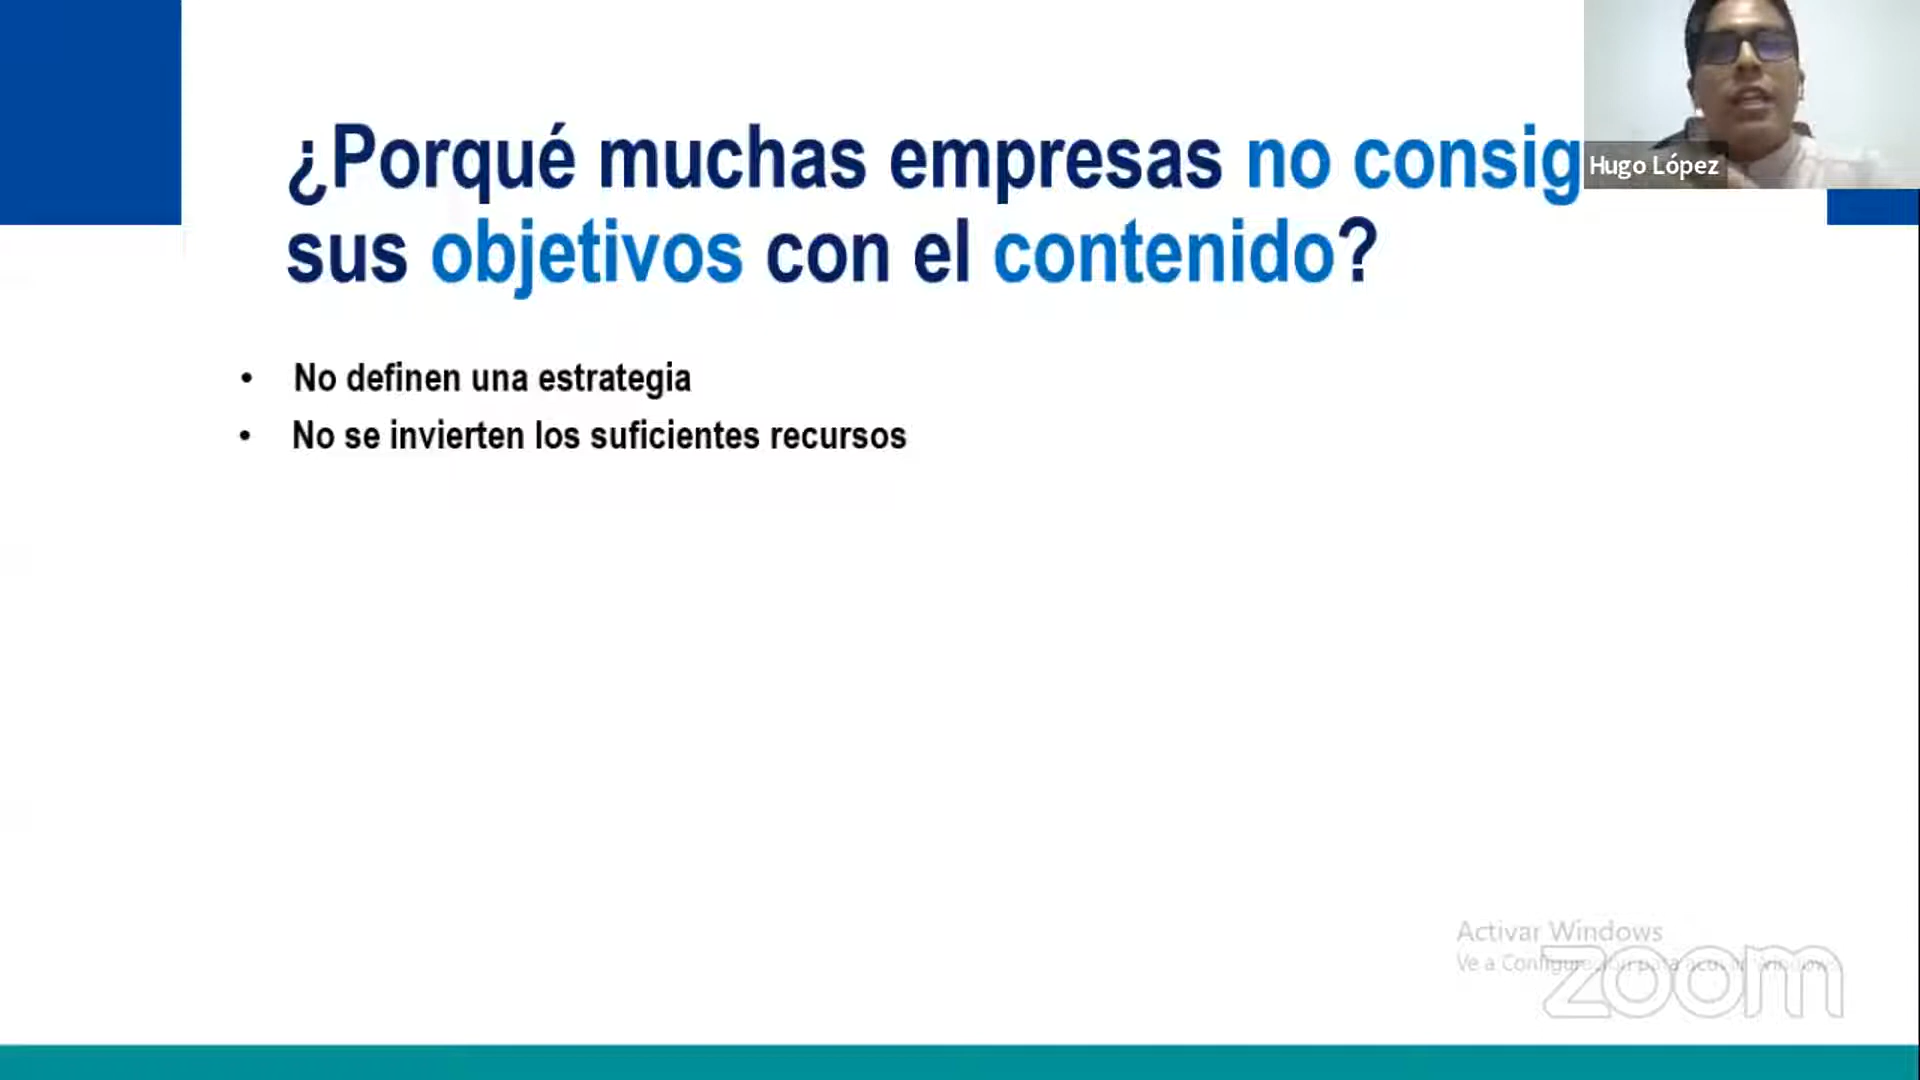 ¿Porqué muchas empresas no consig
Hugo López
sus objetivos con el contenido?
• No definen una estrategia
• No se invierten los suficientes recursos
Activar Windows
Ve a Configuración para activar Windows
zoom